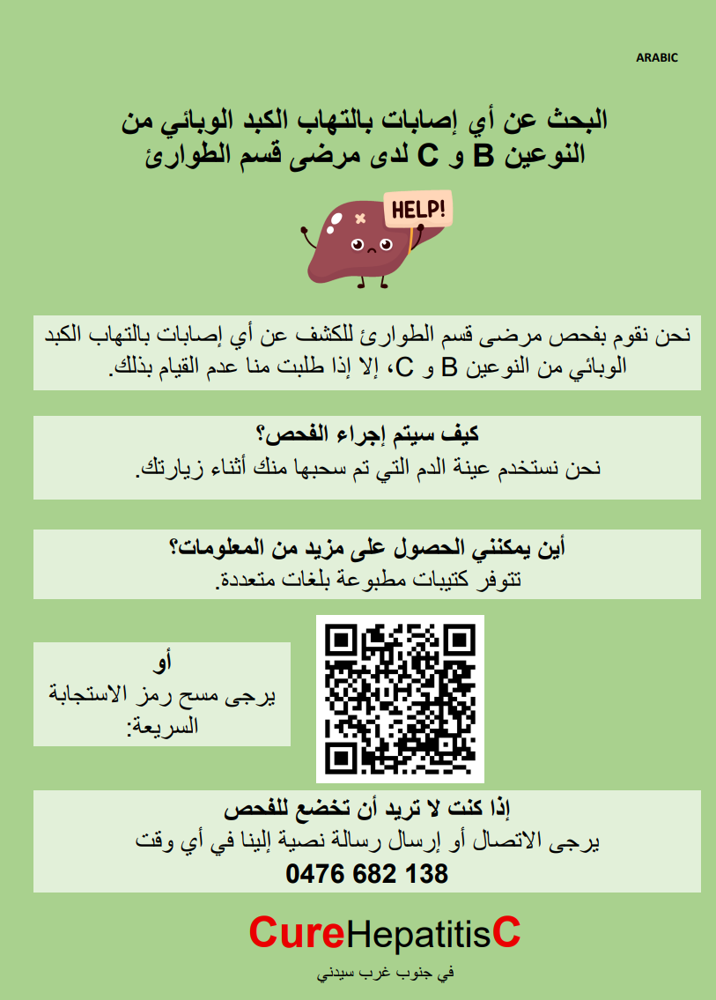 ARABIC
البحث عن أي إصابات بالتهاب الكبد الوبائي من
النوعين B و C لدى مرضى قسم الطوارئ
HELP!
نحن نقوم بفحص مرضى قسم الطوارئ للكشف عن أي إصابات بالتهاب الكبد
الوبائي من النوعين B و C، إلا إذا طلبت منا عدم القيام بذلك.
كيف سيتم إجراء الفحص؟
نحن نستخدم عينة الدم التي تم سحبها منك أثناء زيارتك.
أين يمكنني الحصول على مزيد من المعلومات؟
تتوفر كتيبات مطبوعة بلغات متعددة.
أو
يرجى مسح رمز الاستجابة
السريعة:
إذا كنت لا تريد أن تخضع للفحص
يرجى الاتصال أو إرسال رسالة نصية إلينا في أي وقت
0476 682 138
CureHepatitisC
في جنوب غرب سيدني